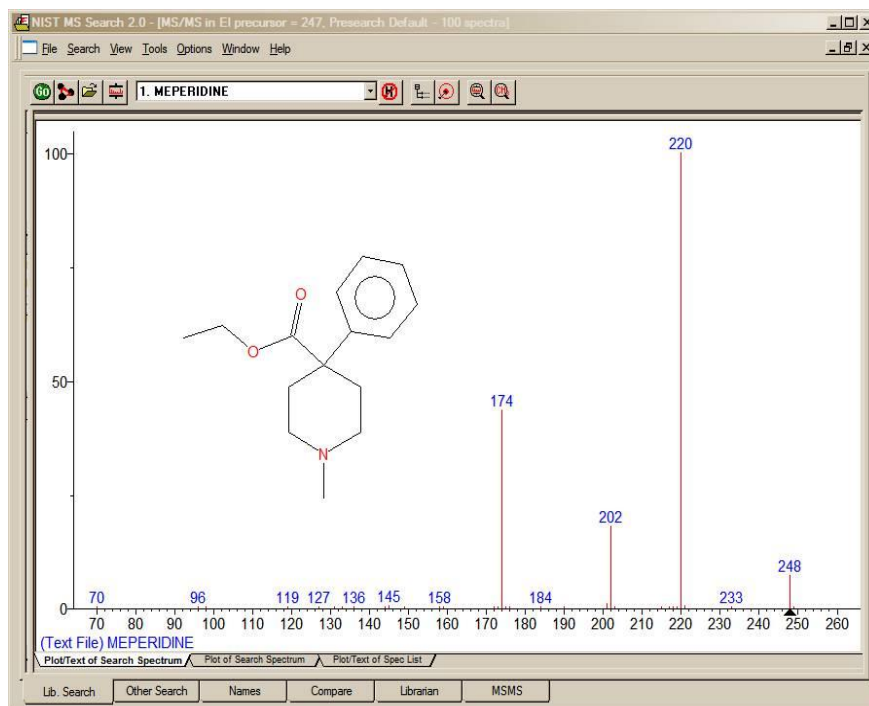 NIST MS Search 2.0 - [MS/MS in EI precursor = 247, Presearch Default - 100 spectra]
File Search View Tools Options Window Help
GO 1. MEPERIDINE H
100
220
O
O
50
174
N
202
248
70 96 119 127 136 145 158 184 233
0
70 80 90 100 110 120 130 140 150 160 170 180 190 200 210 220 230 240 250 260
(Text File) MEPERIDINE
Plot/Text of Search Spectrum Plot of Search Spectrum Plot/Text of Spec List
Lib. Search Other Search Names Compare Librarian MSMS